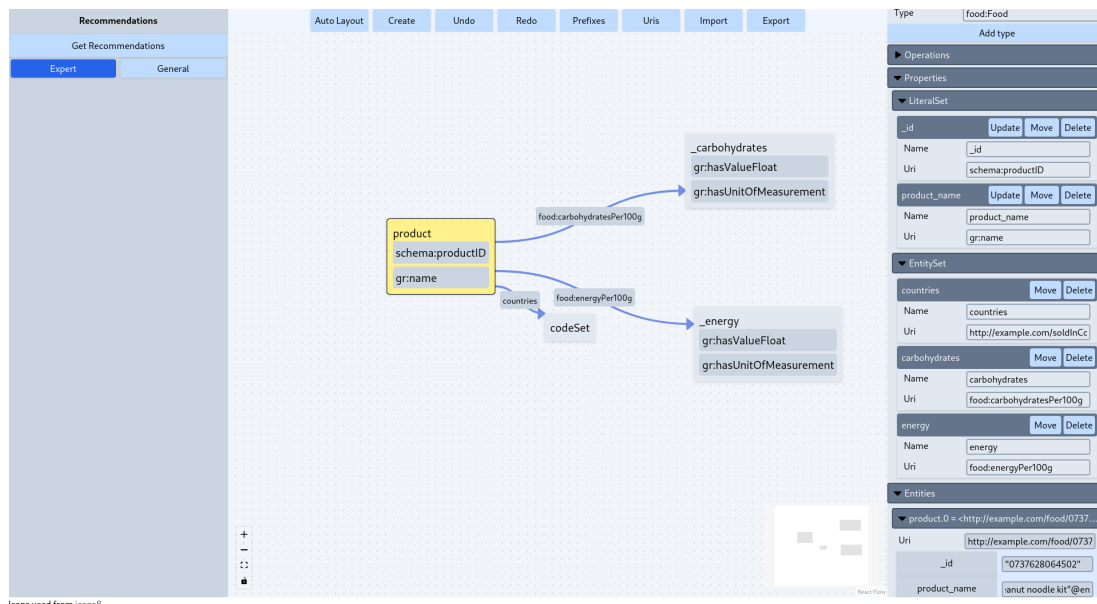 Recommendations
Get Recommendations
Expert General
Auto Layout Create Undo Redo Prefixes Uris Import Export
_carbohydrates
gr:hasValueFloat
gr:hasUnitOfMeasurement
food:carbohydratesPer100g
product
schema:productID
gr:name
countries
food:energyPer100g
codeSet
_energy
gr:hasValueFloat
gr:hasUnitOfMeasurement
React Flow
Type food:Food
Add type
Operations
Properties
LiteralSet
_id Update Move Delete
Name _id
Uri schema:productID
product_name Update Move Delete
Name product_name
Uri gr:name
EntitySet
countries Move Delete
Name countries
Uri http://example.com/soldInCc
carbohydrates Move Delete
Name carbohydrates
Uri food:carbohydratesPer100g
energy Move Delete
Name energy
Uri food:energyPer100g
Entities
product.0 = <http://example.com/food/0737...
Uri http://example.com/food/0737
_id "0737628064502"
product_name anut noodle kit"@en